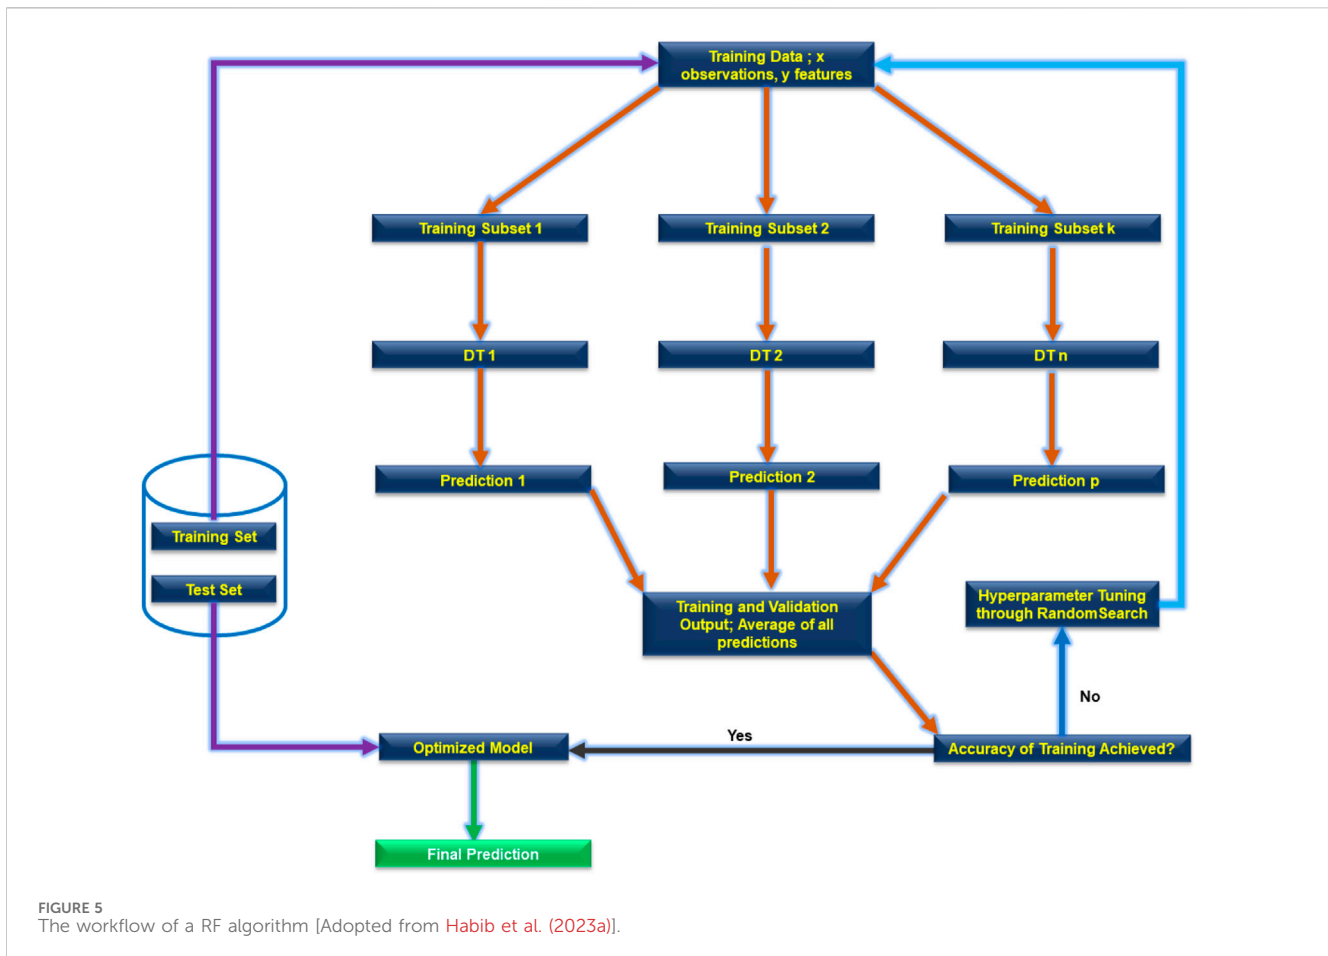 Training Data ; x
observations, y features
Training Subset 1
Training Subset 2
Training Subset k
DT 1
DT 2
DT n
Prediction 1
Prediction 2
Prediction p
Training Set
Test Set
Training and Validation
Output; Average of all
predictions
Hyperparameter Tuning
through RandomSearch
No
Yes
Optimized Model
Accuracy of Training Achieved?
Final Prediction
FIGURE 5
The workflow of a RF algorithm [Adopted from Habib et al. (2023a)].